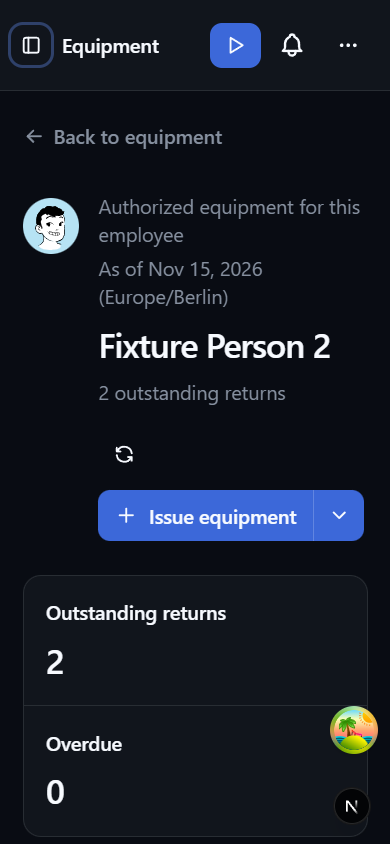 Equipment
Back to equipment
Authorized equipment for this
employee
As of Nov 15, 2026
(Europe/Berlin)
Fixture Person 2
2 outstanding returns
Issue equipment
Outstanding returns
2
Overdue
0
N